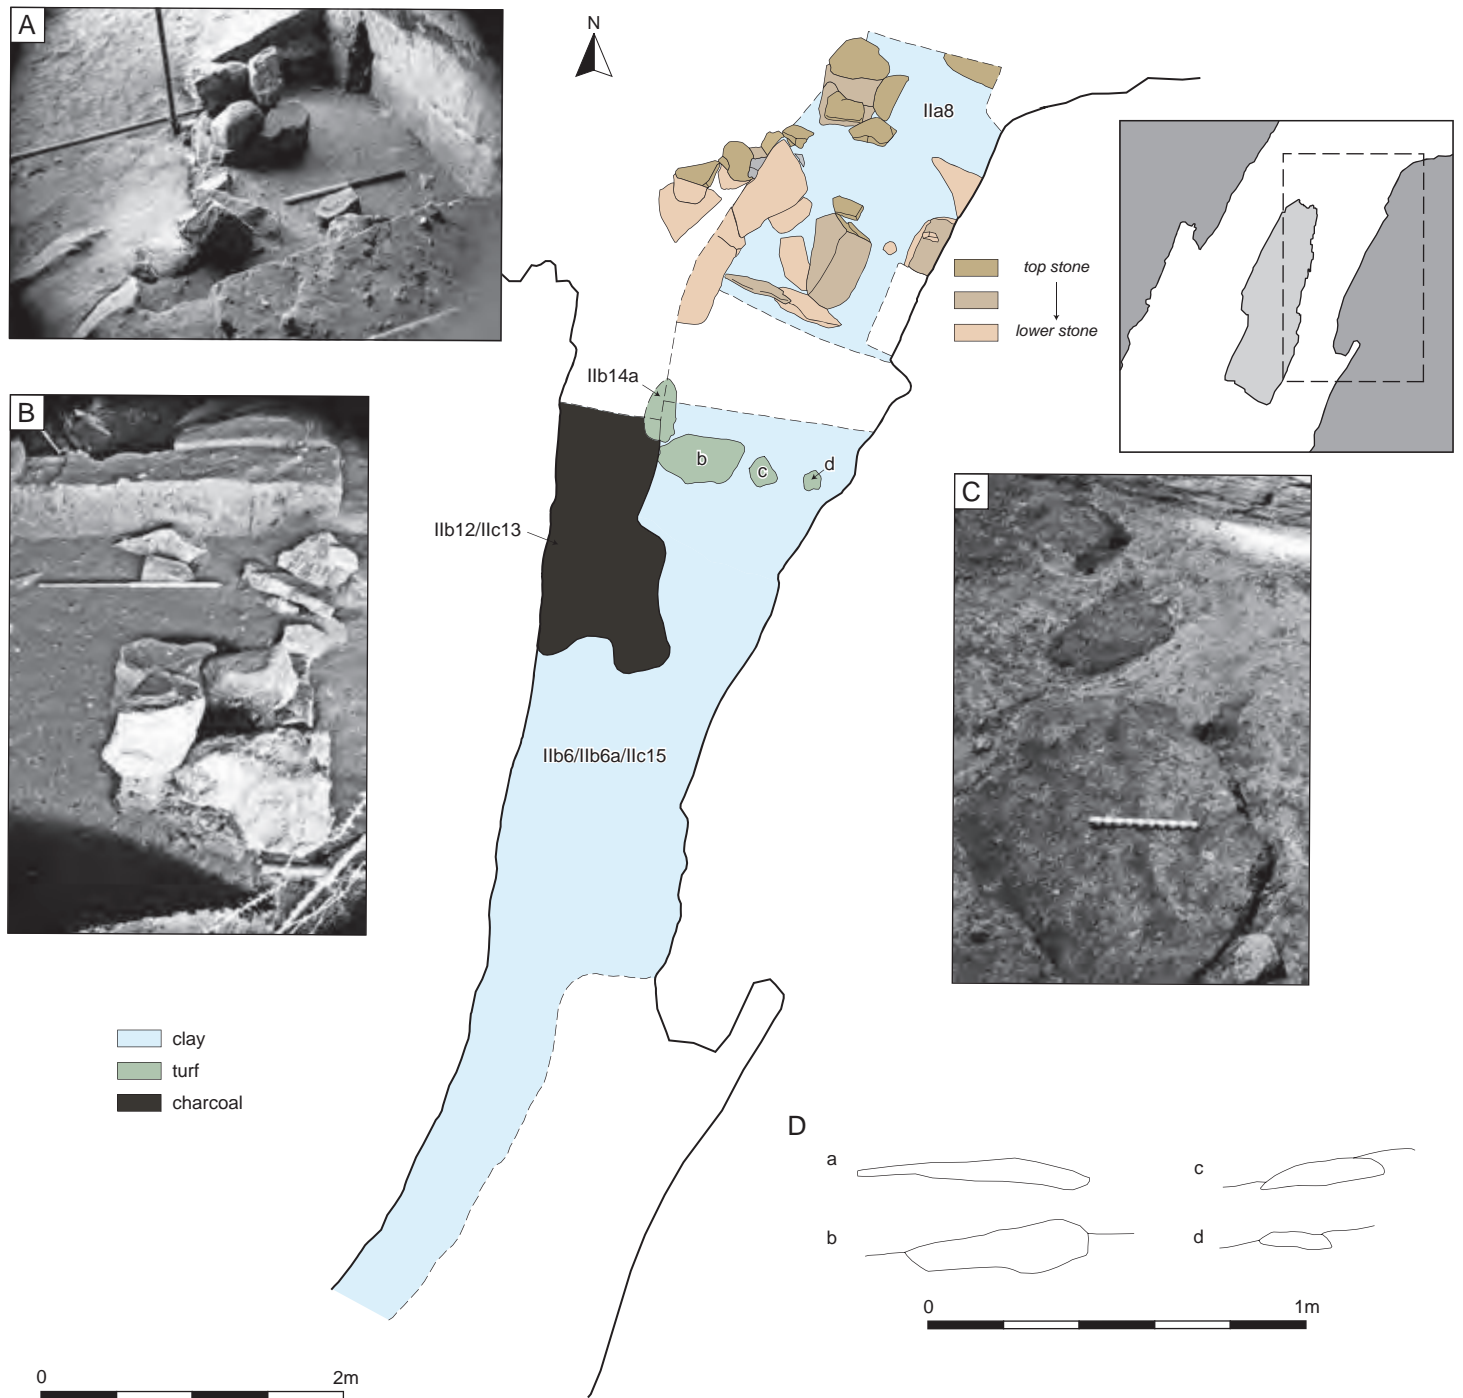 A
N
IIa8
top stone
lower stone
IIb14a
B
b
c
d
C
IIb12/IIc13
IIb6/IIb6a/IIc15
clay
turf
charcoal
D
a
c
b
d
0 1m
0 2m